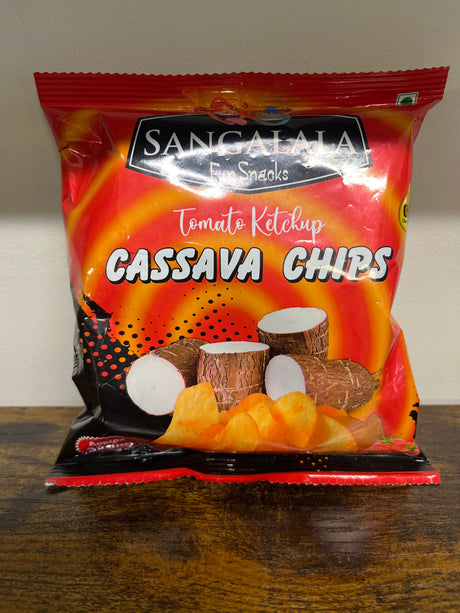 SANGALALA
Fun Snacks
Tomato Ketchup
CASSAVA CHIPS